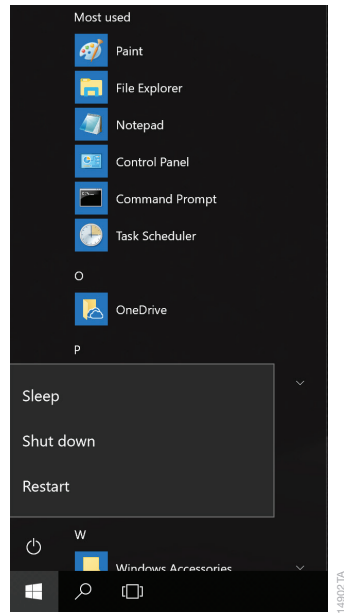 Most used
Paint
File Explorer
Notepad
Control Panel
Command Prompt
Task Scheduler
O
OneDrive
P
Sleep
Shut down
Restart
W
Windows Accessories
14902TA